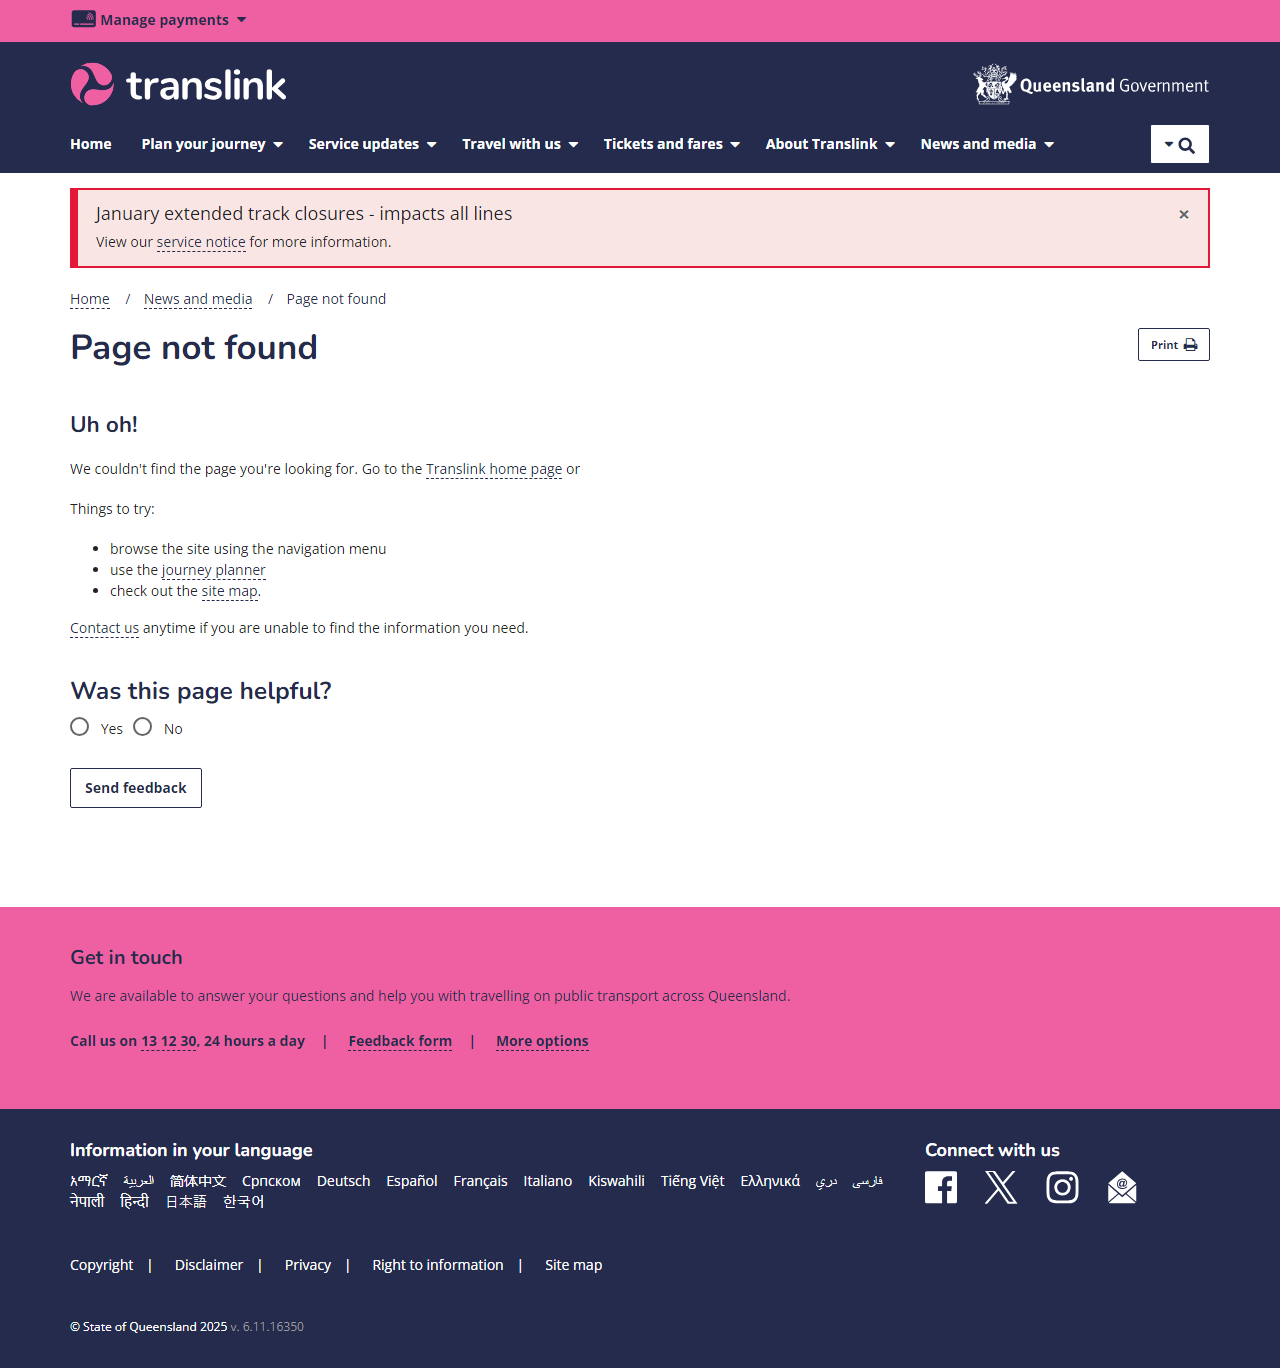 Manage payments
translink
Queensland Government
Home Plan your journey Service updates Travel with us Tickets and fares About Translink News and media
January extended track closures - impacts all lines ×
View our service notice for more information.
Home / News and media / Page not found
Page not found
Print
Uh oh!
We couldn't find the page you're looking for. Go to the Translink home page or
Things to try:
• browse the site using the navigation menu
• use the journey planner
• check out the site map.
Contact us anytime if you are unable to find the information you need.
Was this page helpful?
Yes No
Send feedback
Get in touch
We are available to answer your questions and help you with travelling on public transport across Queensland.
Call us on 13 12 30, 24 hours a day | Feedback form | More options
Information in your language
አማርኛ العربية 简体中文 Српском Deutsch Español Français Italiano Kiswahili Tiếng Việt Ελληνικά دري فارسی
नेपाली हिन्दी 日本語 한국어
Connect with us
Copyright | Disclaimer | Privacy | Right to information | Site map
© State of Queensland 2025 v. 6.11.16350